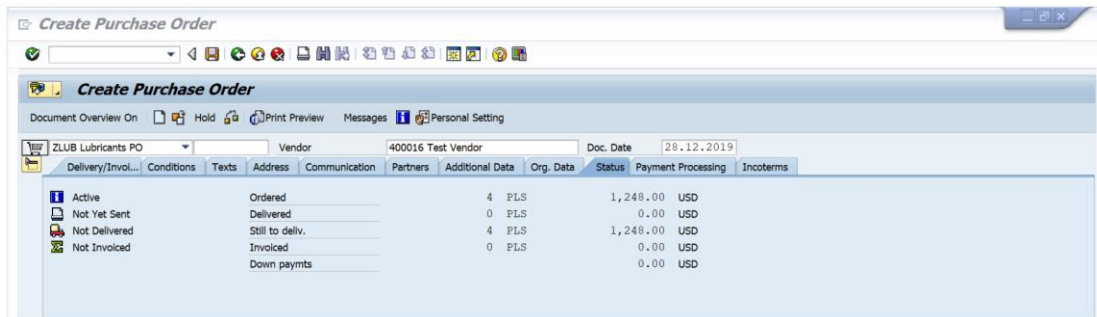 Create Purchase Order
Create Purchase Order
Document Overview On Hold Print Preview Messages Personal Setting
ZLUB Lubricants PO Vendor 400016 Test Vendor Doc. Date 28.12.2019
Delivery/Invoi... Conditions Texts Address Communication Partners Additional Data Org. Data Status Payment Processing Incoterms
Active Ordered 4 PLS 1,248.00 USD
Not Yet Sent Delivered 0 PLS 0.00 USD
Not Delivered Still to deliv. 4 PLS 1,248.00 USD
Not Invoiced Invoiced 0 PLS 0.00 USD
Down paymts 0.00 USD